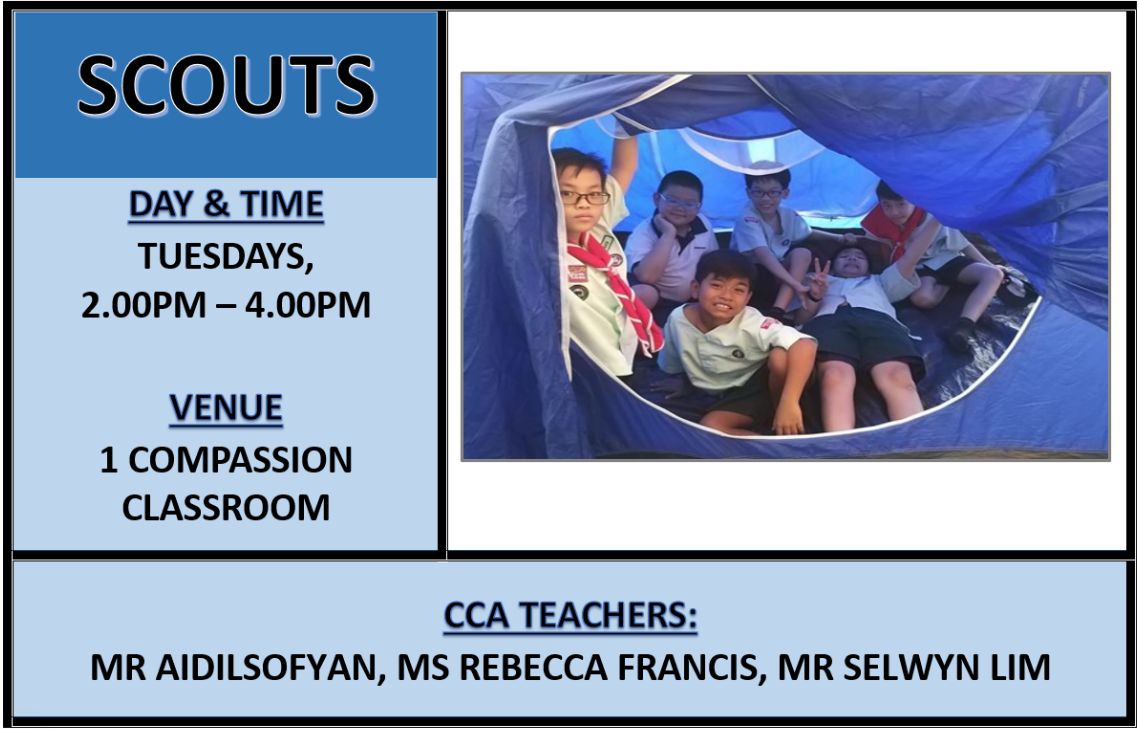 SCOUTS
DAY & TIME
TUESDAYS,
2.00PM – 4.00PM
VENUE
1 COMPASSION
CLASSROOM
CCA TEACHERS:
MR AIDILSOFYAN, MS REBECCA FRANCIS, MR SELWYN LIM